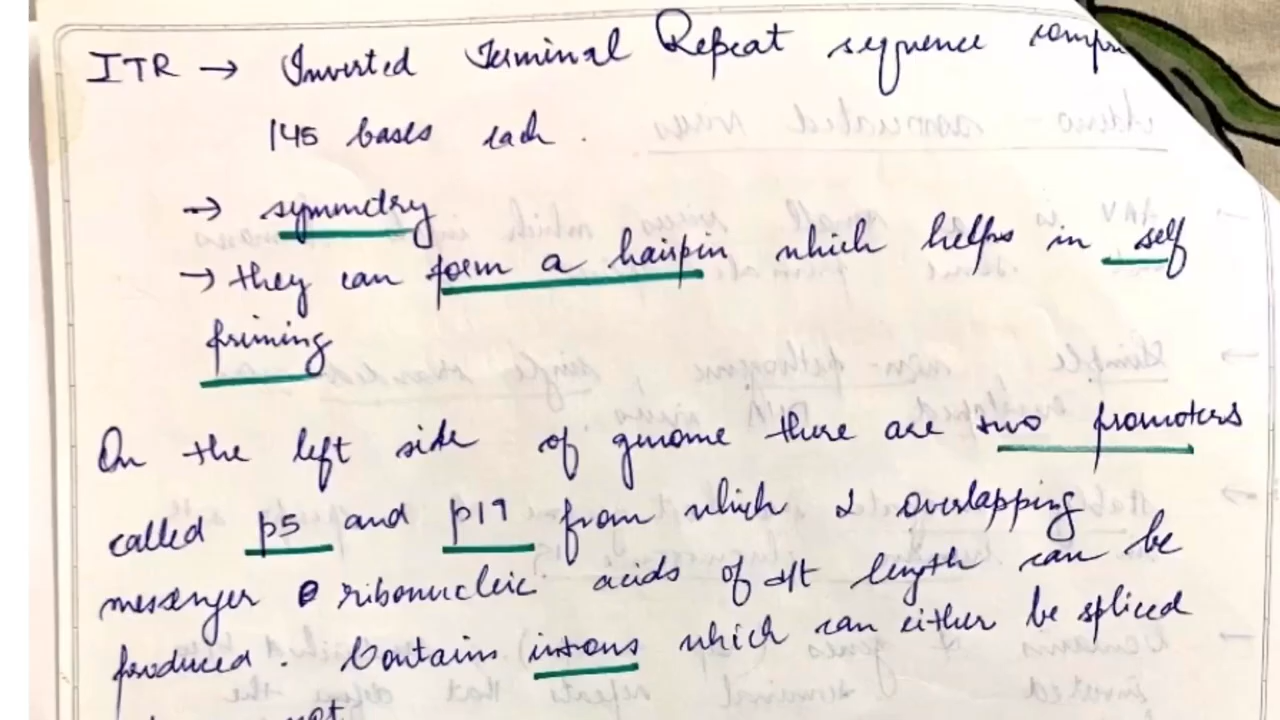 ITR → Inverted Terminal Repeat sequence
145 bases each.
→ symmetry
→ they can form a hairpin which helps in self
priming
On the left side of genome there are two promoters
called p5 and p19 from which 2 overlapping
messenger ribonucleic acids of d/t length can be
produced. Contains introns which can either be spliced
not